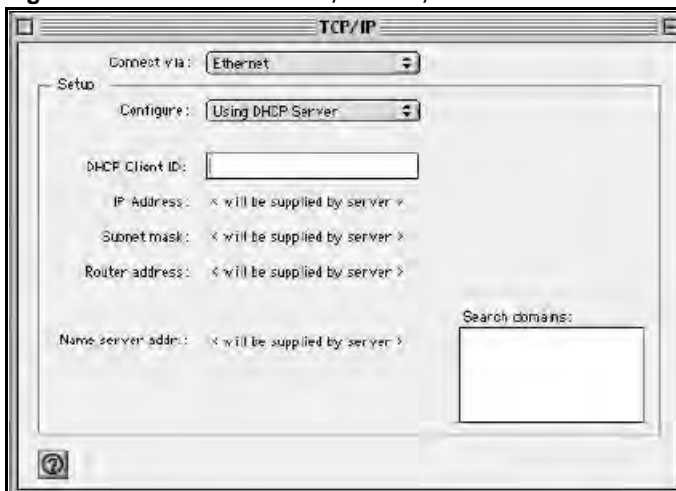 TCP/IP
Connect via: Ethernet
Setup
Configure: Using DHCP Server
DHCP Client ID:
IP Address: < will be supplied by server >
Subnet mask: < will be supplied by server >
Router address: < will be supplied by server >
Search domains:
Name server addr.: < will be supplied by server >